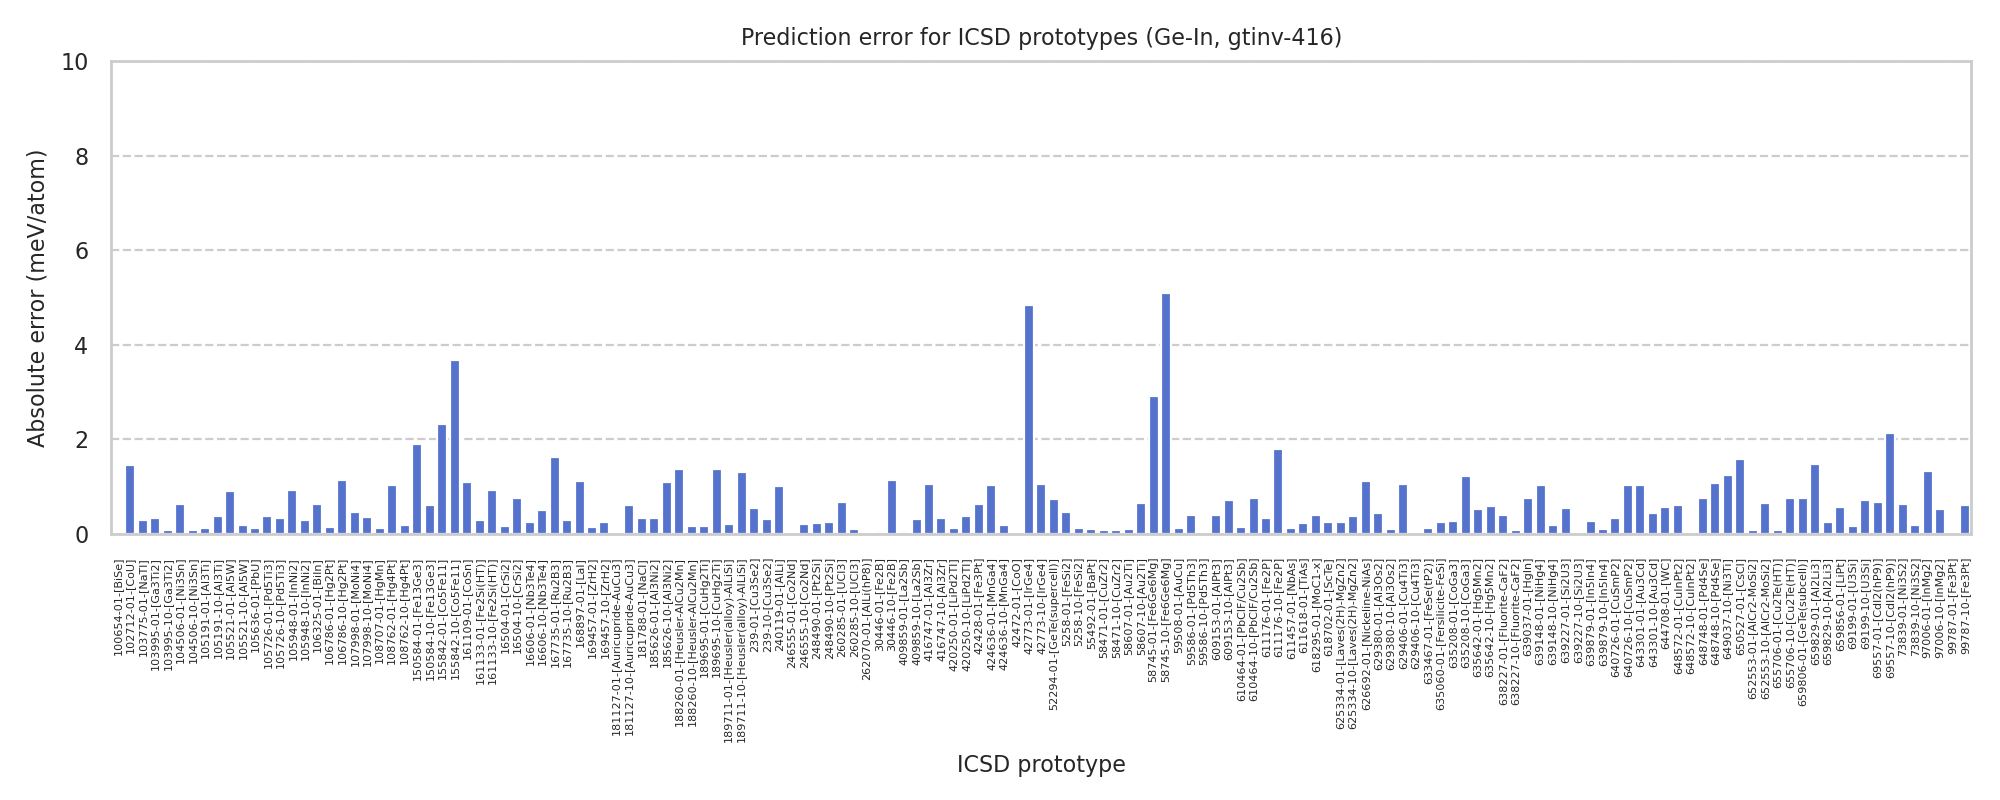 Prediction error for ICSD prototypes (Ge-In, gtinv-416)
Absolute error (meV/atom)
10
8
6
4
2
0
100654-01-[BiSe]
102712-01-[CoU]
103775-01-[NaTl]
103995-01-[Ga3Ti2]
103995-10-[Ga3Ti2]
104506-01-[Ni3Sn]
104506-10-[Ni3Sn]
105191-01-[Al3Ti]
105191-10-[Al3Ti]
105521-01-[Al5W]
105521-10-[Al5W]
105636-01-[PbU]
105726-01-[Pd5Ti3]
105726-10-[Pd5Ti3]
105948-01-[InNi2]
105948-10-[InNi2]
106325-01-[BiIn]
106786-01-[Hg2Pt]
106786-10-[Hg2Pt]
107998-01-[MoNi4]
107998-10-[MoNi4]
108707-01-[HgMn]
108762-01-[Hg4Pt]
108762-10-[Hg4Pt]
150584-01-[Fe13Ge3]
150584-10-[Fe13Ge3]
155842-01-[Co5Fe11]
155842-10-[Co5Fe11]
161109-01-[CoSn]
161133-01-[Fe2Si(HT)]
161133-10-[Fe2Si(HT)]
16504-01-[CrSi2]
16504-10-[CrSi2]
16606-01-[Nb3Te4]
16606-10-[Nb3Te4]
167735-01-[Ru2B3]
167735-10-[Ru2B3]
168897-01-[LaI]
169457-01-[ZrH2]
169457-10-[ZrH2]
181127-01-[Auricupride-AuCu3]
181127-10-[Auricupride-AuCu3]
181788-01-[NaCl]
185626-01-[Al3Ni2]
185626-10-[Al3Ni2]
188260-01-[Heusler-AlCu2Mn]
188260-10-[Heusler-AlCu2Mn]
189695-01-[CuHg2Ti]
189695-10-[CuHg2Ti]
189711-01-[Heusler(alloy)-AlLiSi]
189711-10-[Heusler(alloy)-AlLiSi]
239-01-[Cu3Se2]
239-10-[Cu3Se2]
240119-01-[AlLi]
246555-01-[Co2Nd]
246555-10-[Co2Nd]
248490-01-[Pt2Si]
248490-10-[Pt2Si]
260285-01-[UCl3]
260285-10-[UCl3]
262070-01-[AlLi(hP8)]
30446-01-[Fe2B]
30446-10-[Fe2B]
409859-01-[La2Sb]
409859-10-[La2Sb]
416747-01-[Al3Zr]
416747-10-[Al3Zr]
420250-01-[LiPd2Tl]
420250-10-[LiPd2Tl]
42428-01-[Fe3Pt]
424636-01-[MnGa4]
424636-10-[MnGa4]
42472-01-[CoO]
42773-01-[IrGe4]
42773-10-[IrGe4]
52294-01-[GeTe(supercell)]
5258-01-[FeSi2]
5258-10-[FeSi2]
55492-01-[BaPt]
58471-01-[CuZr2]
58471-10-[CuZr2]
58607-01-[Au2Ti]
58607-10-[Au2Ti]
58745-01-[Fe6Ge6Mg]
58745-10-[Fe6Ge6Mg]
59508-01-[AuCu]
59586-01-[Pd5Th3]
59586-10-[Pd5Th3]
609153-01-[AlPt3]
609153-10-[AlPt3]
610464-01-[PbClF/Cu2Sb]
610464-10-[PbClF/Cu2Sb]
611176-01-[Fe2P]
611176-10-[Fe2P]
611457-01-[NbAs]
611618-01-[TiAs]
618295-01-[MoC1-x]
618702-01-[ScTe]
625334-01-[Laves(2H)-MgZn2]
625334-10-[Laves(2H)-MgZn2]
626692-01-[Nickeline-NiAs]
629380-01-[Al3Os2]
629380-10-[Al3Os2]
629406-01-[Cu4Ti3]
629406-10-[Cu4Ti3]
633467-01-[FeSe(tP2)]
635060-01-[Fersilicite-FeSi]
635208-01-[CoGa3]
635208-10-[CoGa3]
635642-01-[Hg5Mn2]
635642-10-[Hg5Mn2]
638227-01-[Fluorite-CaF2]
638227-10-[Fluorite-CaF2]
639037-01-[HgIn]
639148-01-[NiHg4]
639148-10-[NiHg4]
639227-01-[Si2U3]
639227-10-[Si2U3]
639879-01-[In5In4]
639879-10-[In5In4]
640726-01-[CuSmP2]
640726-10-[CuSmP2]
643301-01-[Au3Cd]
643301-10-[Au3Cd]
644708-01-[WC]
648572-01-[CuInPt2]
648572-10-[CuInPt2]
648748-01-[Pd4Se]
648748-10-[Pd4Se]
649037-10-[Ni3Ti]
650527-01-[CsCl]
652553-01-[AlCr2-MoSi2]
652553-10-[AlCr2-MoSi2]
655706-01-[Cu2Te(HT)]
655706-10-[Cu2Te(HT)]
659806-01-[GeTe(subcell)]
659829-01-[Al2Li3]
659829-10-[Al2Li3]
659856-01-[LiPt]
69199-01-[U3Si]
69199-10-[U3Si]
69557-01-[CdI2(hP9)]
69557-10-[CdI2(hP9)]
73839-01-[Ni3S2]
73839-10-[Ni3S2]
97006-01-[InMg2]
97006-10-[InMg2]
99787-01-[Fe3Pt]
99787-10-[Fe3Pt]
ICSD prototype